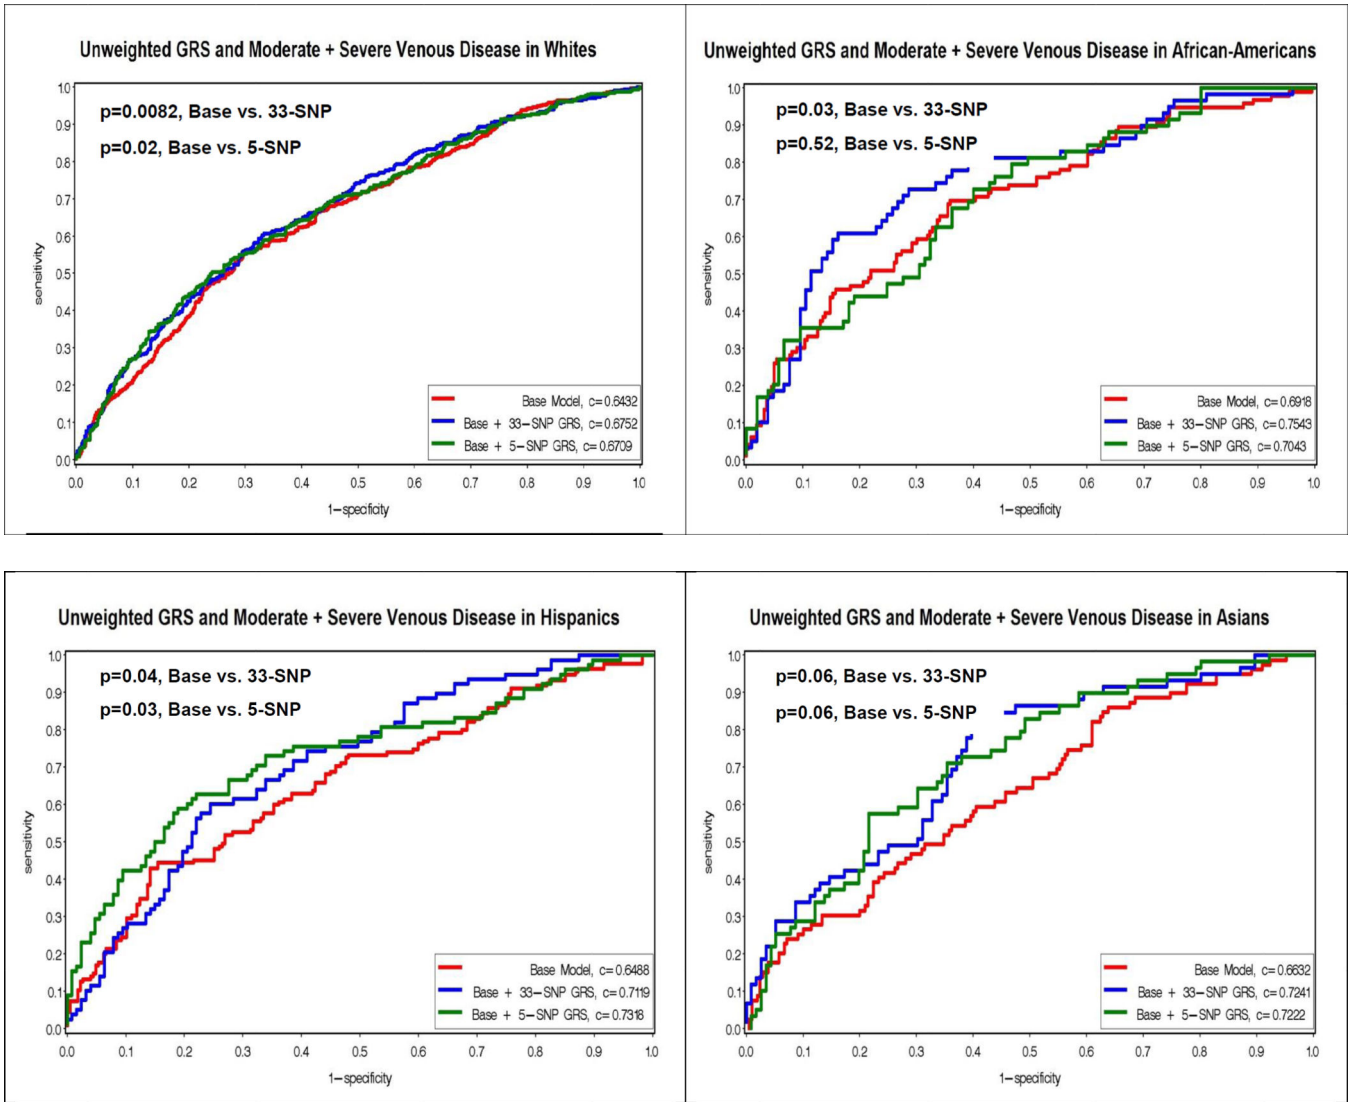 Unweighted GRS and Moderate + Severe Venous Disease in Whites
p=0.0082, Base vs. 33-SNP
p=0.02, Base vs. 5-SNP
1.0
0.9
0.8
0.7
0.6
0.5
0.4
0.3
0.2
0.1
0.0
sensitivity
Base Model, c=0.6432
Base + 33-SNP GRS, c=0.6752
Base + 5-SNP GRS, c=0.6709
0.0 0.1 0.2 0.3 0.4 0.5 0.6 0.7 0.8 0.9 1.0
1-specificity
Unweighted GRS and Moderate + Severe Venous Disease in African-Americans
p=0.03, Base vs. 33-SNP
p=0.52, Base vs. 5-SNP
1.0
0.9
0.8
0.7
0.6
0.5
0.4
0.3
0.2
0.1
0.0
sensitivity
Base Model, c=0.6918
Base + 33-SNP GRS, c=0.7543
Base + 5-SNP GRS, c=0.7043
0.0 0.1 0.2 0.3 0.4 0.5 0.6 0.7 0.8 0.9 1.0
1-specificity
Unweighted GRS and Moderate + Severe Venous Disease in Hispanics
p=0.04, Base vs. 33-SNP
p=0.03, Base vs. 5-SNP
1.0
0.9
0.8
0.7
0.6
0.5
0.4
0.3
0.2
0.1
0.0
sensitivity
Base Model, c=0.6488
Base + 33-SNP GRS, c=0.7119
Base + 5-SNP GRS, c=0.7318
0.0 0.1 0.2 0.3 0.4 0.5 0.6 0.7 0.8 0.9 1.0
1-specificity
Unweighted GRS and Moderate + Severe Venous Disease in Asians
p=0.06, Base vs. 33-SNP
p=0.06, Base vs. 5-SNP
1.0
0.9
0.8
0.7
0.6
0.5
0.4
0.3
0.2
0.1
0.0
sensitivity
Base Model, c=0.6632
Base + 33-SNP GRS, c=0.7241
Base + 5-SNP GRS, c=0.7222
0.0 0.1 0.2 0.3 0.4 0.5 0.6 0.7 0.8 0.9 1.0
1-specificity